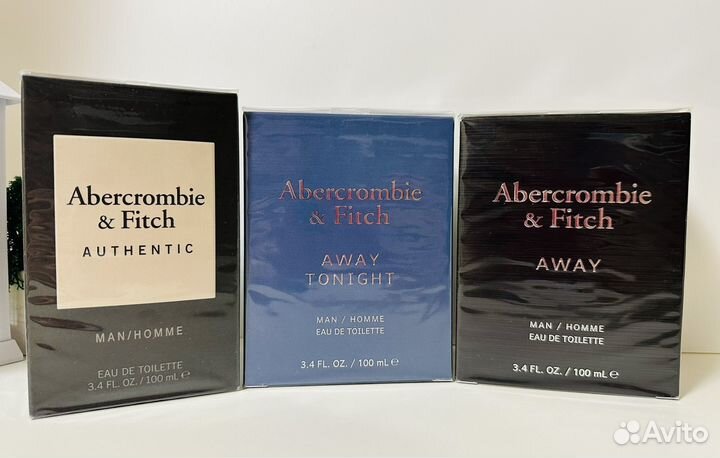 Abercrombie
& Fitch
AUTHENTIC
MAN/HOMME
EAU DE TOILETTE
3.4 FL. OZ. / 100 mL ℮
Abercrombie
& Fitch
AWAY
TONIGHT
MAN / HOMME
EAU DE TOILETTE
3.4 FL. OZ. / 100 mL ℮
Abercrombie
& Fitch
AWAY
MAN / HOMME
EAU DE TOILETTE
3.4 FL. OZ. / 100 mL ℮
Avito